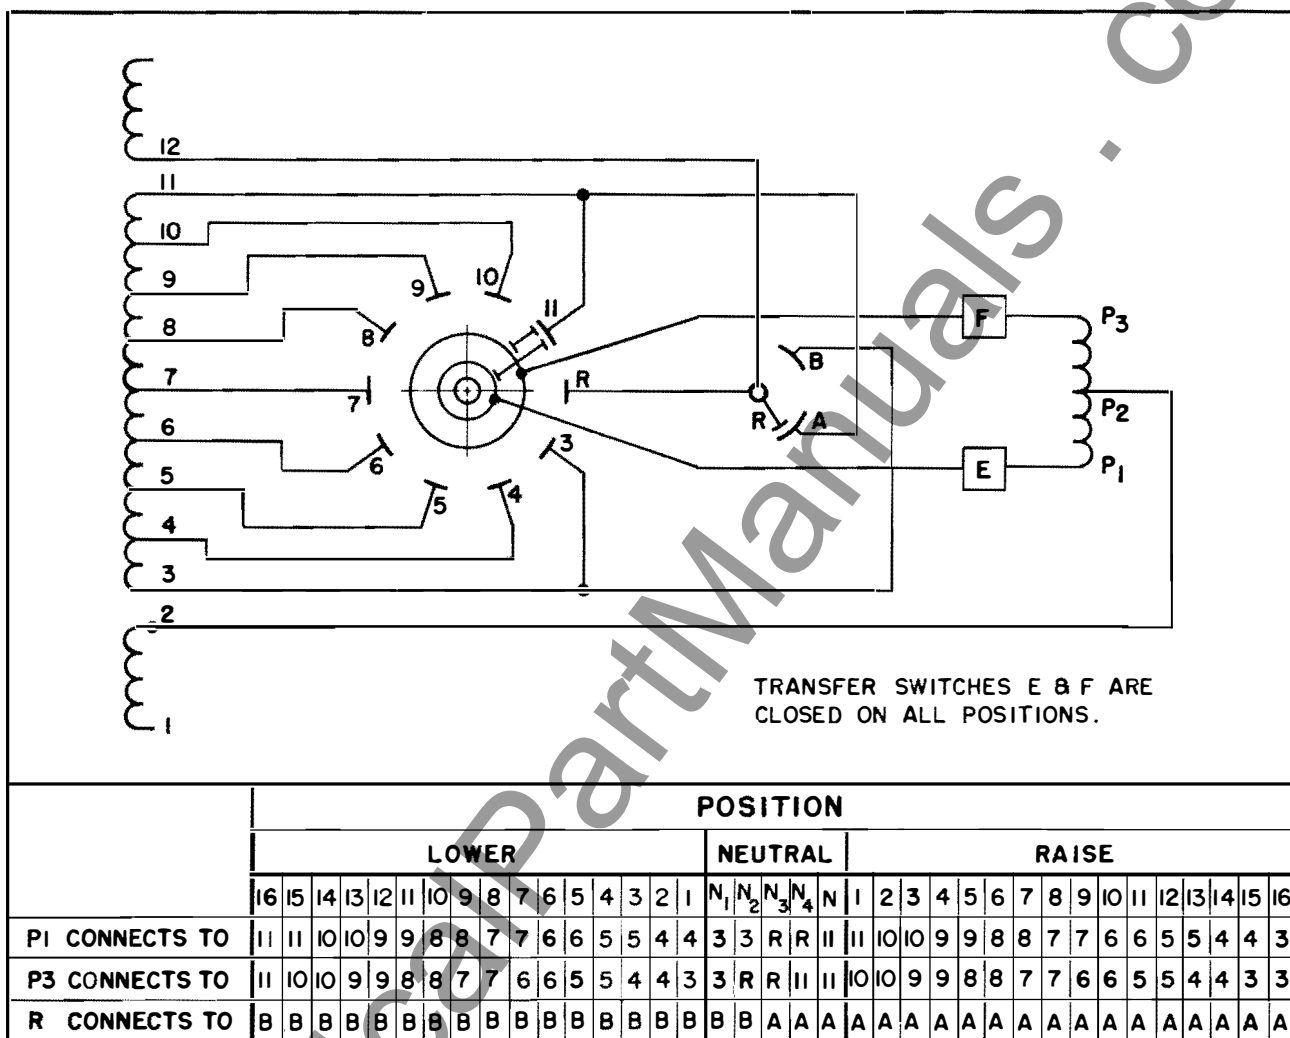 12
11
10
9
8
7
6
5
4
3
2
1
9
10
11
8
7
R
6
5
4
3
B
R
A
F
E
P3
P2
P1
TRANSFER SWITCHES E & F ARE
CLOSED ON ALL POSITIONS.
POSITION
LOWER NEUTRAL RAISE
16 15 14 13 12 11 10 9 8 7 6 5 4 3 2 1 N1 N2 N3 N4 N 1 2 3 4 5 6 7 8 9 10 11 12 13 14 15 16
P1 CONNECTS TO 11 11 10 10 9 9 8 8 7 7 6 6 5 5 4 4 3 3 R R 11 11 10 10 9 9 8 8 7 7 6 6 5 5 4 4 3
P3 CONNECTS TO 11 10 10 9 9 8 8 7 7 6 6 5 5 4 4 3 3 R R 11 11 10 10 9 9 8 8 7 7 6 6 5 5 4 4 3 3
R CONNECTS TO B B B B B B B B B B B B B B B B B B A A A A A A A A A A A A A A A A A A A
calPartManuals . co